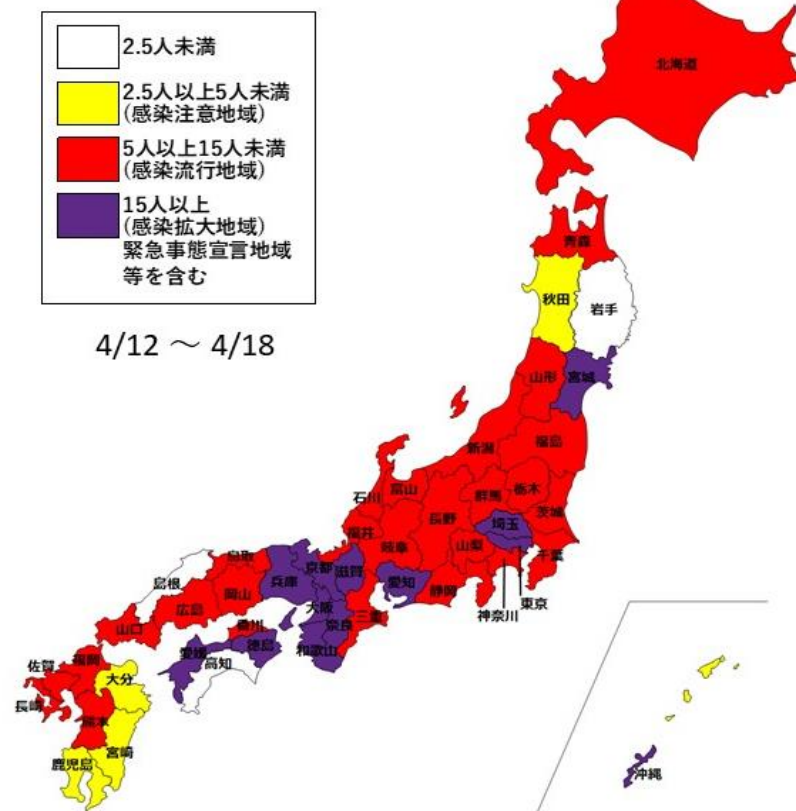 2.5人未満
2.5人以上5人未満
(感染注意地域)
5人以上15人未満
(感染流行地域)
15人以上
(感染拡大地域)
緊急事態宣言地域
等を含む
4/12 ～ 4/18
北海道
青森
秋田
岩手
山形
宮城
新潟
福島
石川
富山
群馬
栃木
福井
長野
埼玉
茨城
岐阜
山梨
千葉
鳥取
京都
滋賀
愛知
静岡
東京
神奈川
島根
兵庫
岡山
広島
大阪
奈良
三重
山口
香川
徳島
和歌山
愛媛
高知
佐賀
福岡
大分
長崎
熊本
宮崎
鹿児島
沖縄